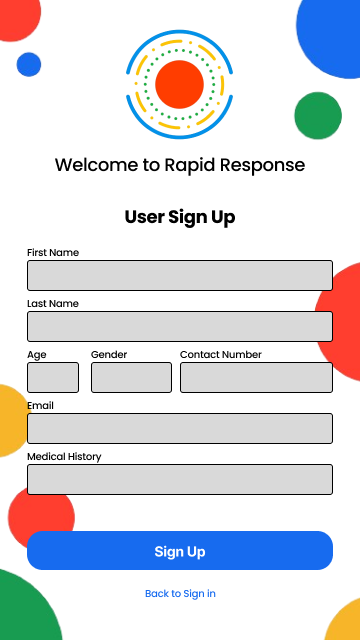 Welcome to Rapid Response
User Sign Up
First Name
Last Name
Age Gender Contact Number
Email
Medical History
Sign Up
Back to Sign in